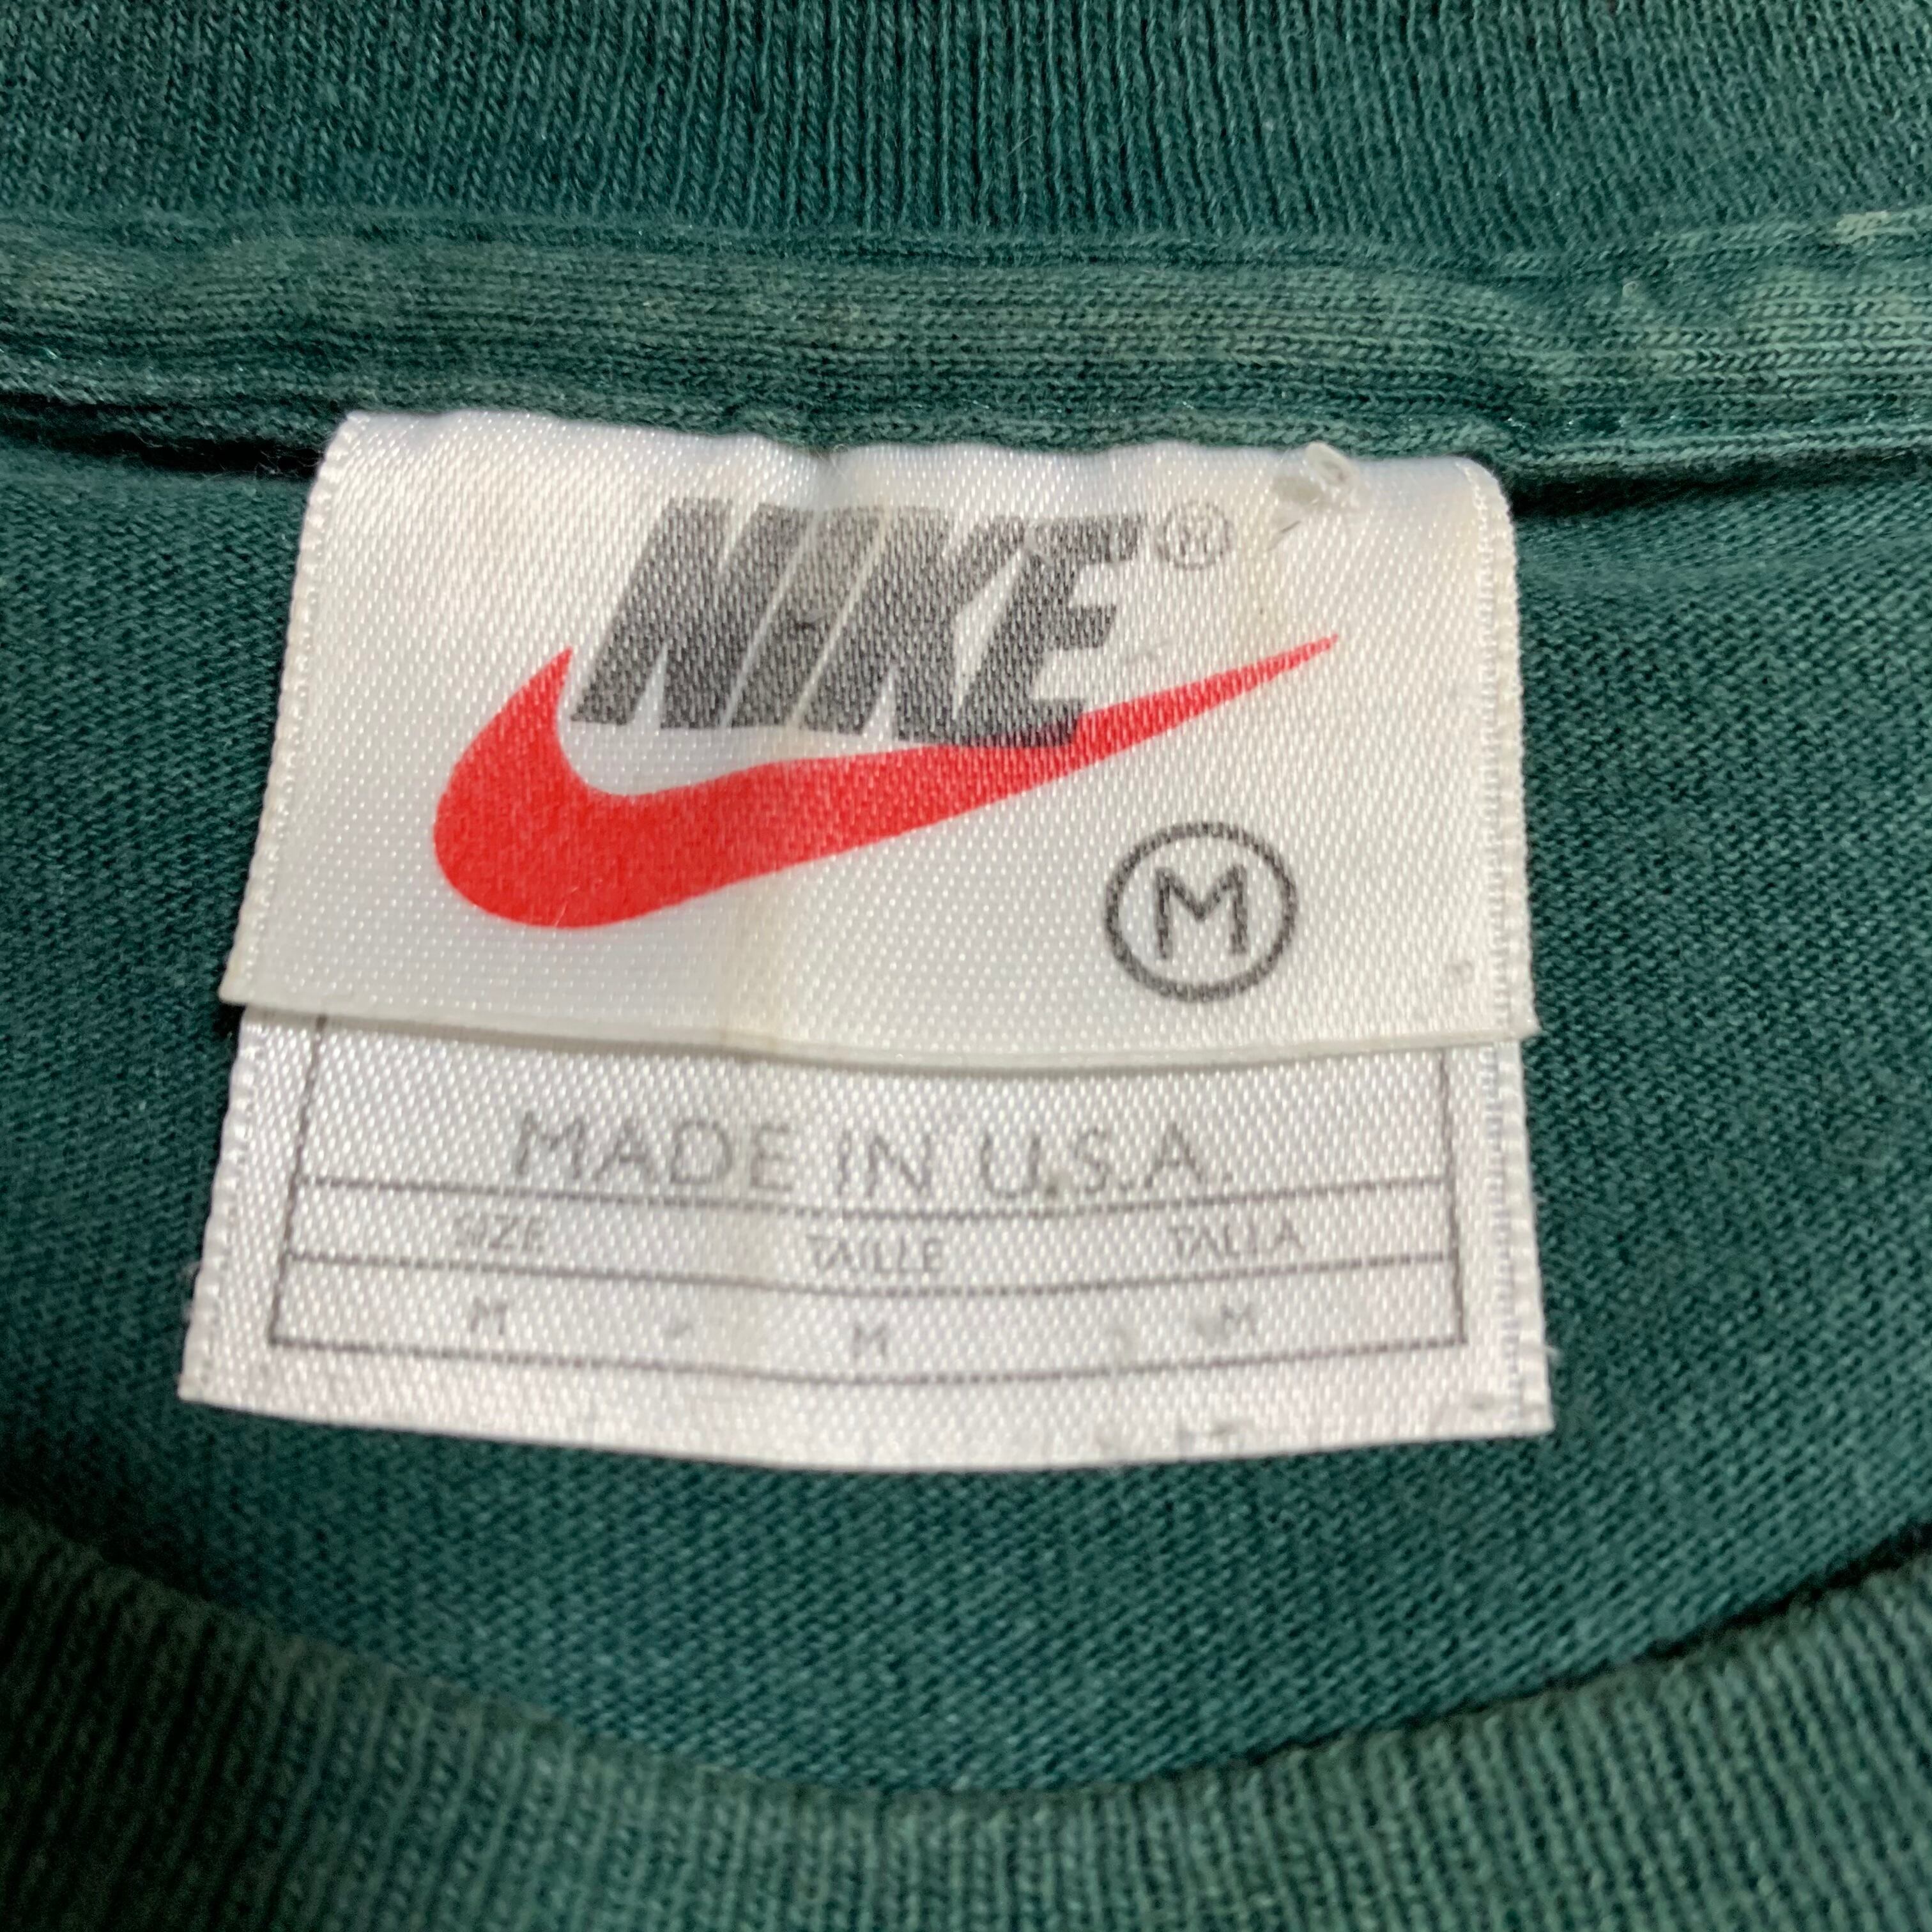 NIKE®
M
MADE IN U.S.A.
SIZE TAILLE TALLA
M M M